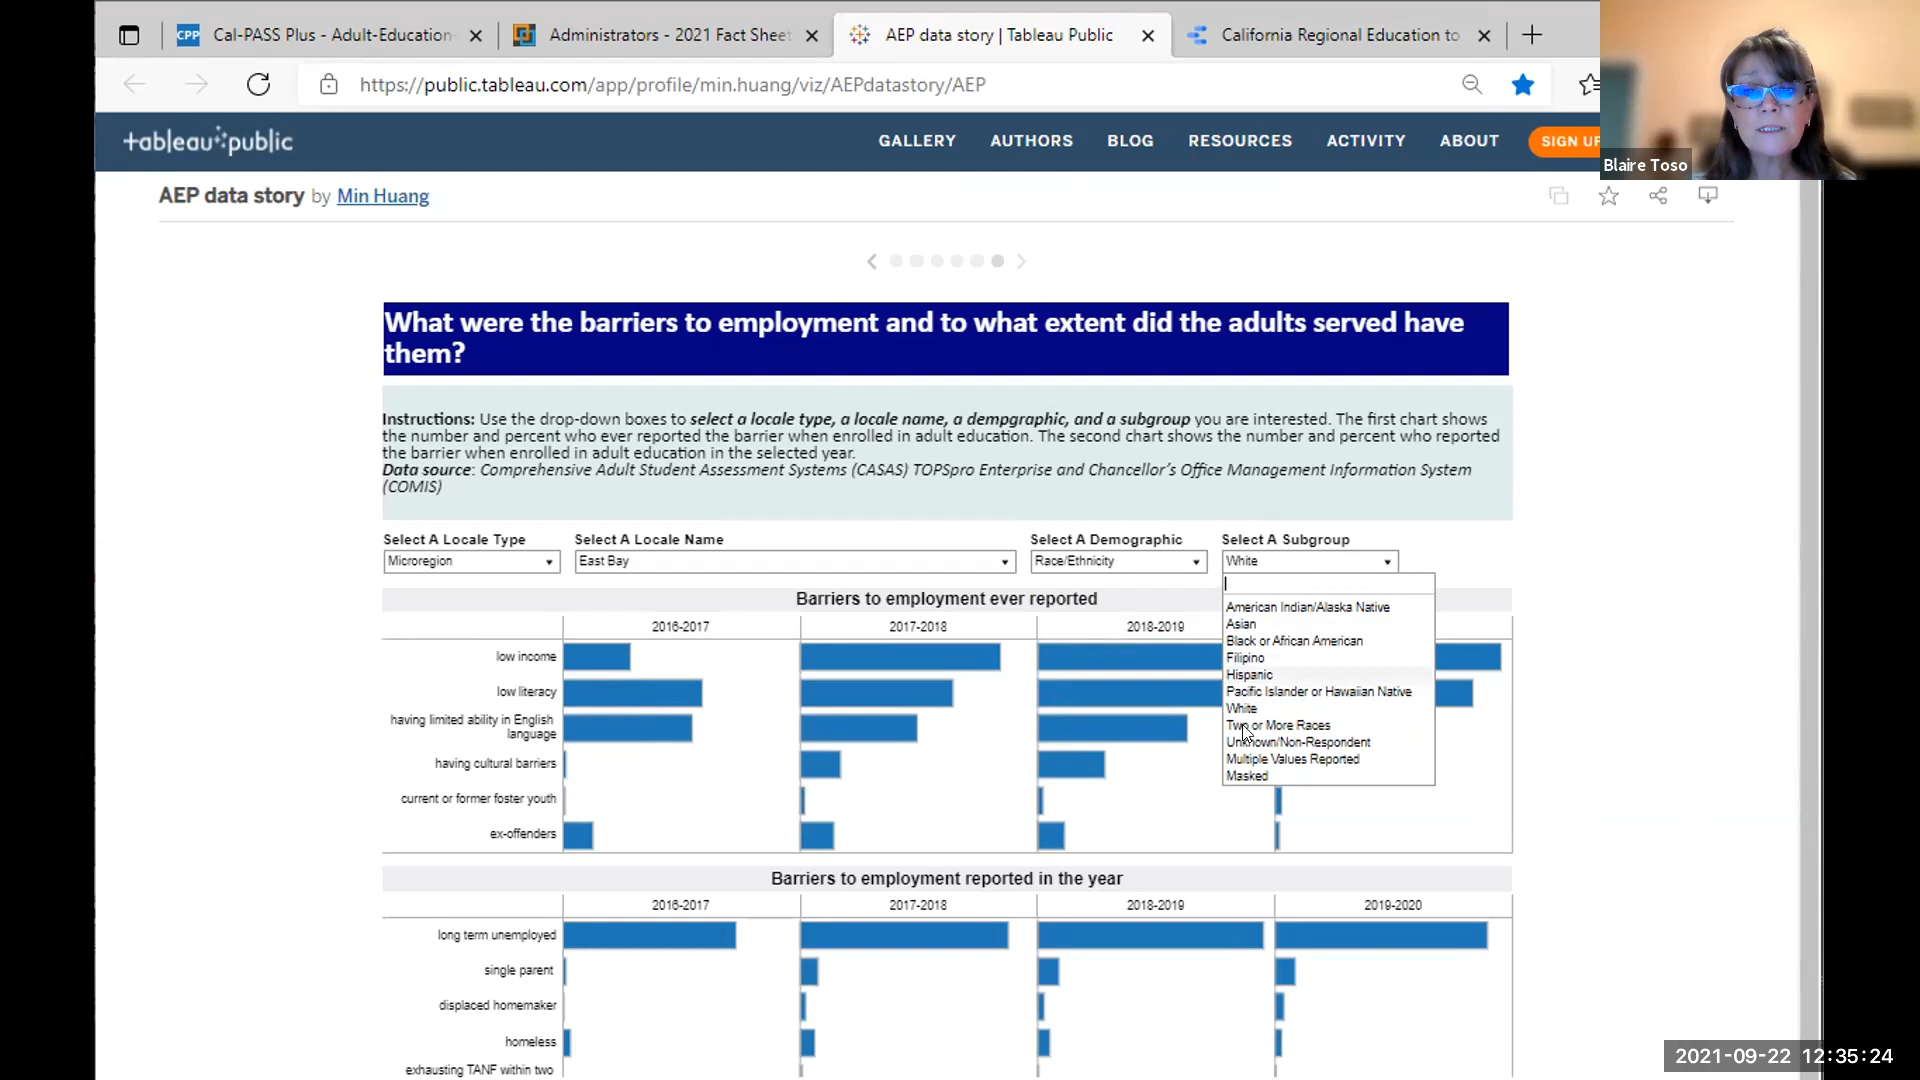 CPP Cal-PASS Plus - Adult-Education
Administrators - 2021 Fact Sheet
AEP data story | Tableau Public
California Regional Education to
https://public.tableau.com/app/profile/min.huang/viz/AEPdatastory/AEP
+ableau public
GALLERY AUTHORS BLOG RESOURCES ACTIVITY ABOUT SIGN UP
Blaire Toso
AEP data story by Min Huang
What were the barriers to employment and to what extent did the adults served have
them?
Instructions: Use the drop-down boxes to select a locale type, a locale name, a dempgraphic, and a subgroup you are interested. The first chart shows
the number and percent who ever reported the barrier when enrolled in adult education. The second chart shows the number and percent who reported
the barrier when enrolled in adult education in the selected year.
Data source: Comprehensive Adult Student Assessment Systems (CASAS) TOPSpro Enterprise and Chancellor's Office Management Information System
(COMIS)
Select A Locale Type Select A Locale Name Select A Demographic Select A Subgroup
Microregion East Bay Race/Ethnicity White
Barriers to employment ever reported
2016-2017 2017-2018 2018-2019
American Indian/Alaska Native
Asian
Black or African American
Filipino
Hispanic
Pacific Islander or Hawaiian Native
White
Two or More Races
Unknown/Non-Respondent
Multiple Values Reported
Masked
low income
low literacy
having limited ability in English
language
having cultural barriers
current or former foster youth
ex-offenders
Barriers to employment reported in the year
2016-2017 2017-2018 2018-2019 2019-2020
long term unemployed
single parent
displaced homemaker
homeless
exhausting TANF within two
2021-09-22 12:35:24